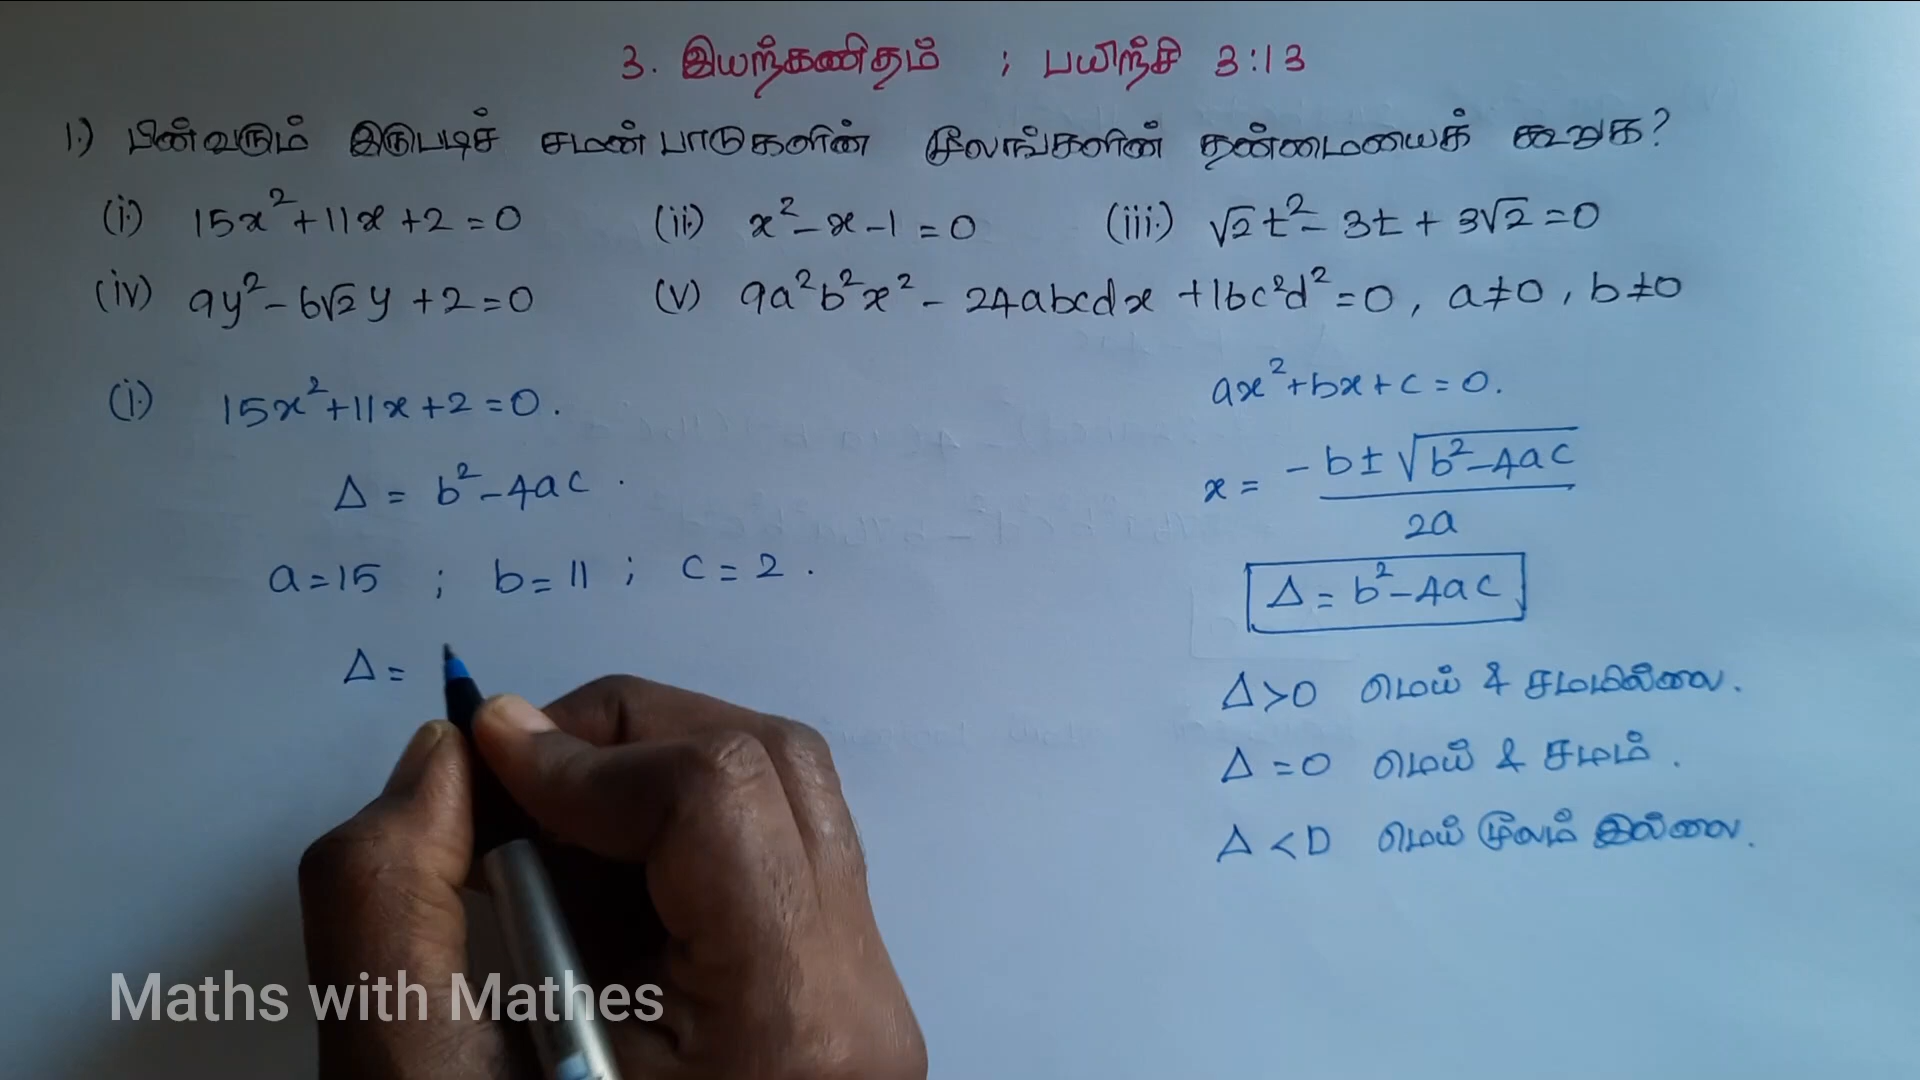 3. இயற்கணிதம் ; பயிற்சி 3:13
1.) பின்வரும் இருபடிச் சமன்பாடுகளின் மூலங்களின் தன்மையைக் கூறுக?
(i.) 15x²+11x+2=0 (ii.) x²-x-1=0 (iii.) √2t²-3t+3√2=0
(iv) 9y²-6√2y+2=0 (v) 9a²b²x²-24abcdx+16c²d²=0, a≠0, b≠0
(i.) 15x²+11x+2=0.
Δ = b²-4ac.
a=15 ; b=11 ; c=2.
Δ=
ax²+bx+c=0.
x = -b±√b²-4ac
2a
Δ=b²-4ac
Δ>0 மெய் & சமமில்லை.
Δ=0 மெய் & சமம்.
Δ<0 மெய் மூலம் இல்லை.
Maths with Mathes